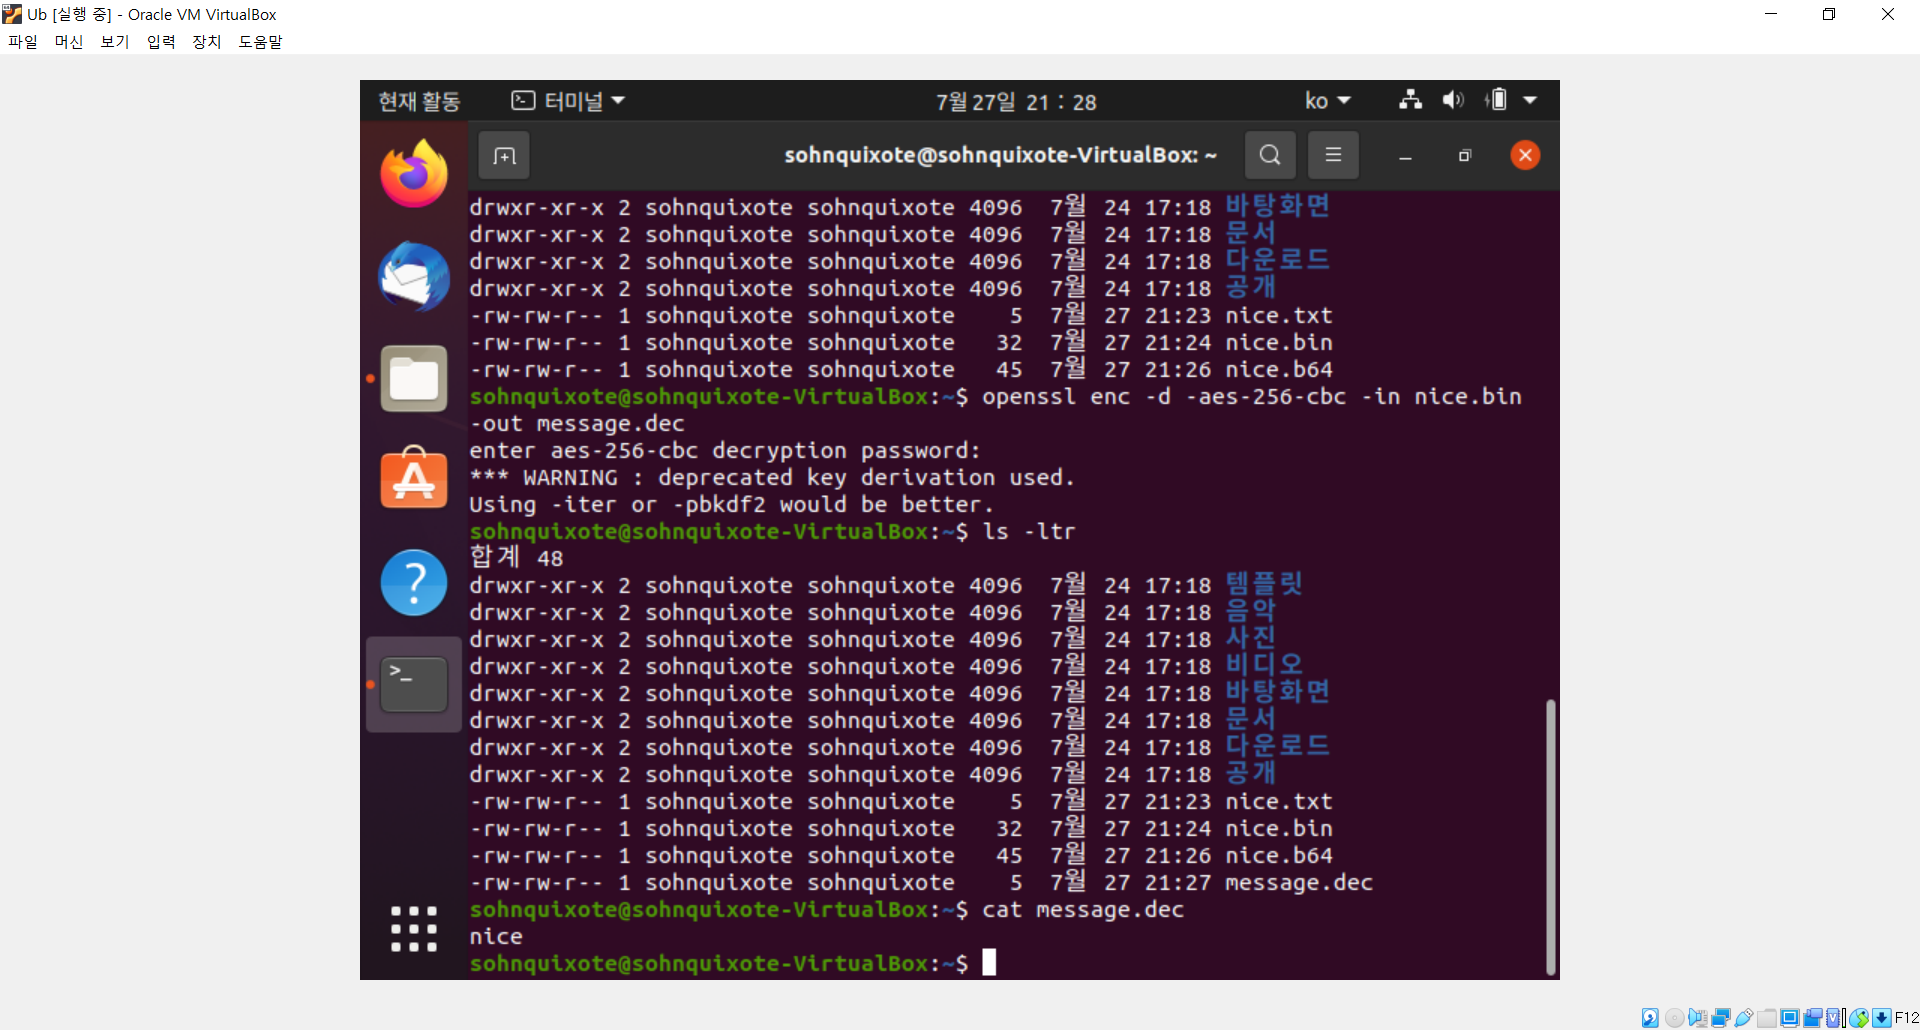 Ub [실행 중] - Oracle VM VirtualBox
파일 머신 보기 입력 장치 도움말
현재 활동 터미널 7월 27일 21 : 28 ko
sohnquixote@sohnquixote-VirtualBox: ~
drwxr-xr-x 2 sohnquixote sohnquixote 4096  7월 24 17:18 바탕화면
drwxr-xr-x 2 sohnquixote sohnquixote 4096  7월 24 17:18 문서
drwxr-xr-x 2 sohnquixote sohnquixote 4096  7월 24 17:18 다운로드
drwxr-xr-x 2 sohnquixote sohnquixote 4096  7월 24 17:18 공개
-rw-rw-r-- 1 sohnquixote sohnquixote    5  7월 27 21:23 nice.txt
-rw-rw-r-- 1 sohnquixote sohnquixote   32  7월 27 21:24 nice.bin
-rw-rw-r-- 1 sohnquixote sohnquixote   45  7월 27 21:26 nice.b64
sohnquixote@sohnquixote-VirtualBox:~$ openssl enc -d -aes-256-cbc -in nice.bin
-out message.dec
enter aes-256-cbc decryption password:
*** WARNING : deprecated key derivation used.
Using -iter or -pbkdf2 would be better.
sohnquixote@sohnquixote-VirtualBox:~$ ls -ltr
합계 48
drwxr-xr-x 2 sohnquixote sohnquixote 4096  7월 24 17:18 템플릿
drwxr-xr-x 2 sohnquixote sohnquixote 4096  7월 24 17:18 음악
drwxr-xr-x 2 sohnquixote sohnquixote 4096  7월 24 17:18 사진
drwxr-xr-x 2 sohnquixote sohnquixote 4096  7월 24 17:18 비디오
drwxr-xr-x 2 sohnquixote sohnquixote 4096  7월 24 17:18 바탕화면
drwxr-xr-x 2 sohnquixote sohnquixote 4096  7월 24 17:18 문서
drwxr-xr-x 2 sohnquixote sohnquixote 4096  7월 24 17:18 다운로드
drwxr-xr-x 2 sohnquixote sohnquixote 4096  7월 24 17:18 공개
-rw-rw-r-- 1 sohnquixote sohnquixote    5  7월 27 21:23 nice.txt
-rw-rw-r-- 1 sohnquixote sohnquixote   32  7월 27 21:24 nice.bin
-rw-rw-r-- 1 sohnquixote sohnquixote   45  7월 27 21:26 nice.b64
-rw-rw-r-- 1 sohnquixote sohnquixote    5  7월 27 21:27 message.dec
sohnquixote@sohnquixote-VirtualBox:~$ cat message.dec
nice
sohnquixote@sohnquixote-VirtualBox:~$
F12